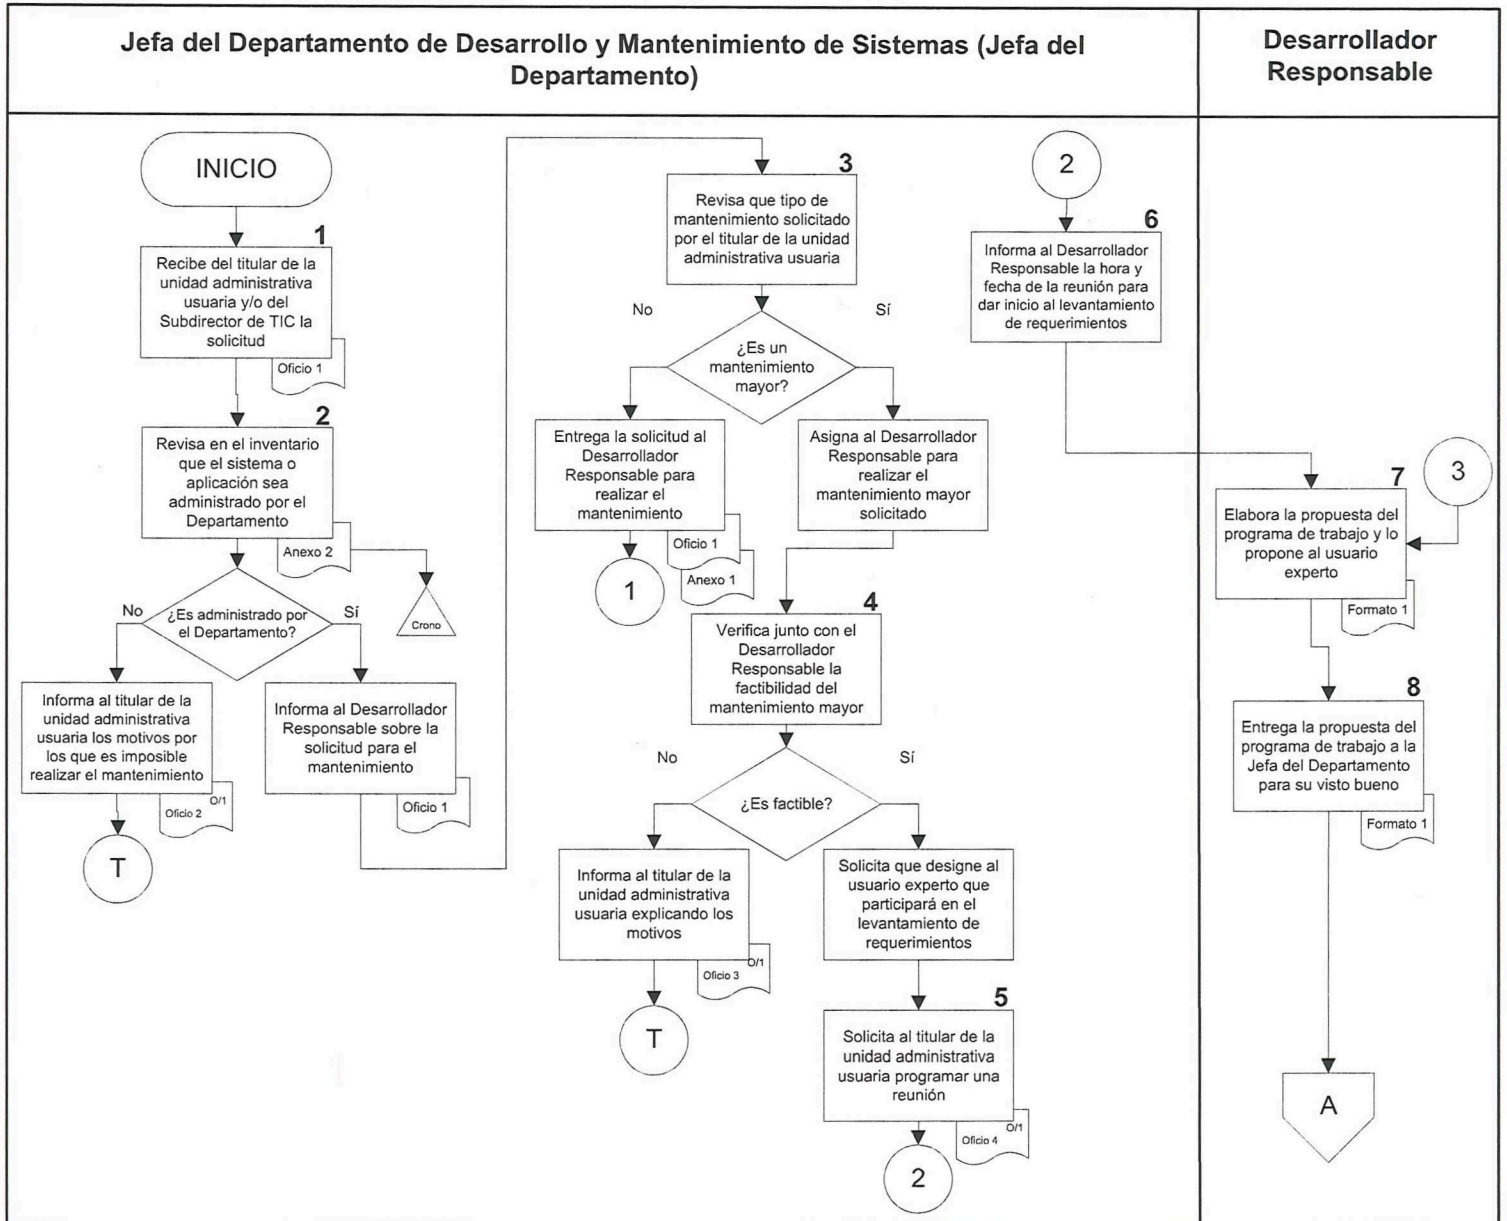 Jefa del Departamento de Desarrollo y Mantenimiento de Sistemas (Jefa del
Departamento)
Desarrollador
Responsable
INICIO
1
Recibe del titular de la
unidad administrativa
usuaria y/o del
Subdirector de TIC la
solicitud
Oficio 1
2
Revisa en el inventario
que el sistema o
aplicación sea
administrado por el
Departamento
Anexo 2
Crono
No
¿Es administrado por
el Departamento?
Sí
Informa al titular de la
unidad administrativa
usuaria los motivos por
los que es imposible
realizar el mantenimiento
O/1
Oficio 2
T
Informa al Desarrollador
Responsable sobre la
solicitud para el
mantenimiento
Oficio 1
3
Revisa que tipo de
mantenimiento solicitado
por el titular de la unidad
administrativa usuaria
No
Sí
¿Es un
mantenimiento
mayor?
Entrega la solicitud al
Desarrollador
Responsable para
realizar el
mantenimiento
Oficio 1
Anexo 1
1
Asigna al Desarrollador
Responsable para
realizar el
mantenimiento mayor
solicitado
4
Verifica junto con el
Desarrollador
Responsable la
factibilidad del
mantenimiento mayor
No
Sí
¿Es factible?
Informa al titular de la
unidad administrativa
usuaria explicando los
motivos
O/1
Oficio 3
T
Solicita que designe al
usuario experto que
participará en el
levantamiento de
requerimientos
5
Solicita al titular de la
unidad administrativa
usuaria programar una
reunión
O/1
Oficio 4
2
2
6
Informa al Desarrollador
Responsable la hora y
fecha de la reunión para
dar inicio al levantamiento
de requerimientos
7
3
Elabora la propuesta del
programa de trabajo y lo
propone al usuario
experto
Formato 1
8
Entrega la propuesta del
programa de trabajo a la
Jefa del Departamento
para su visto bueno
Formato 1
A